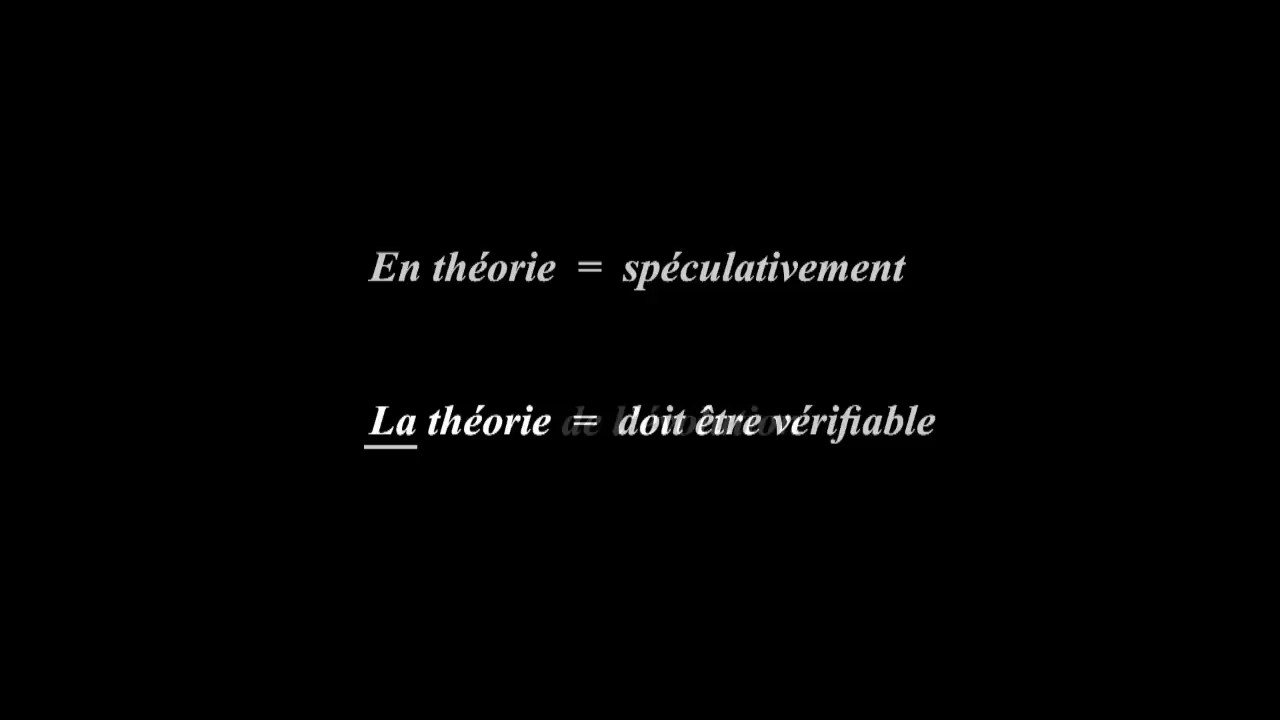 En théorie = spéculativement
La théorie = doit être vérifiable